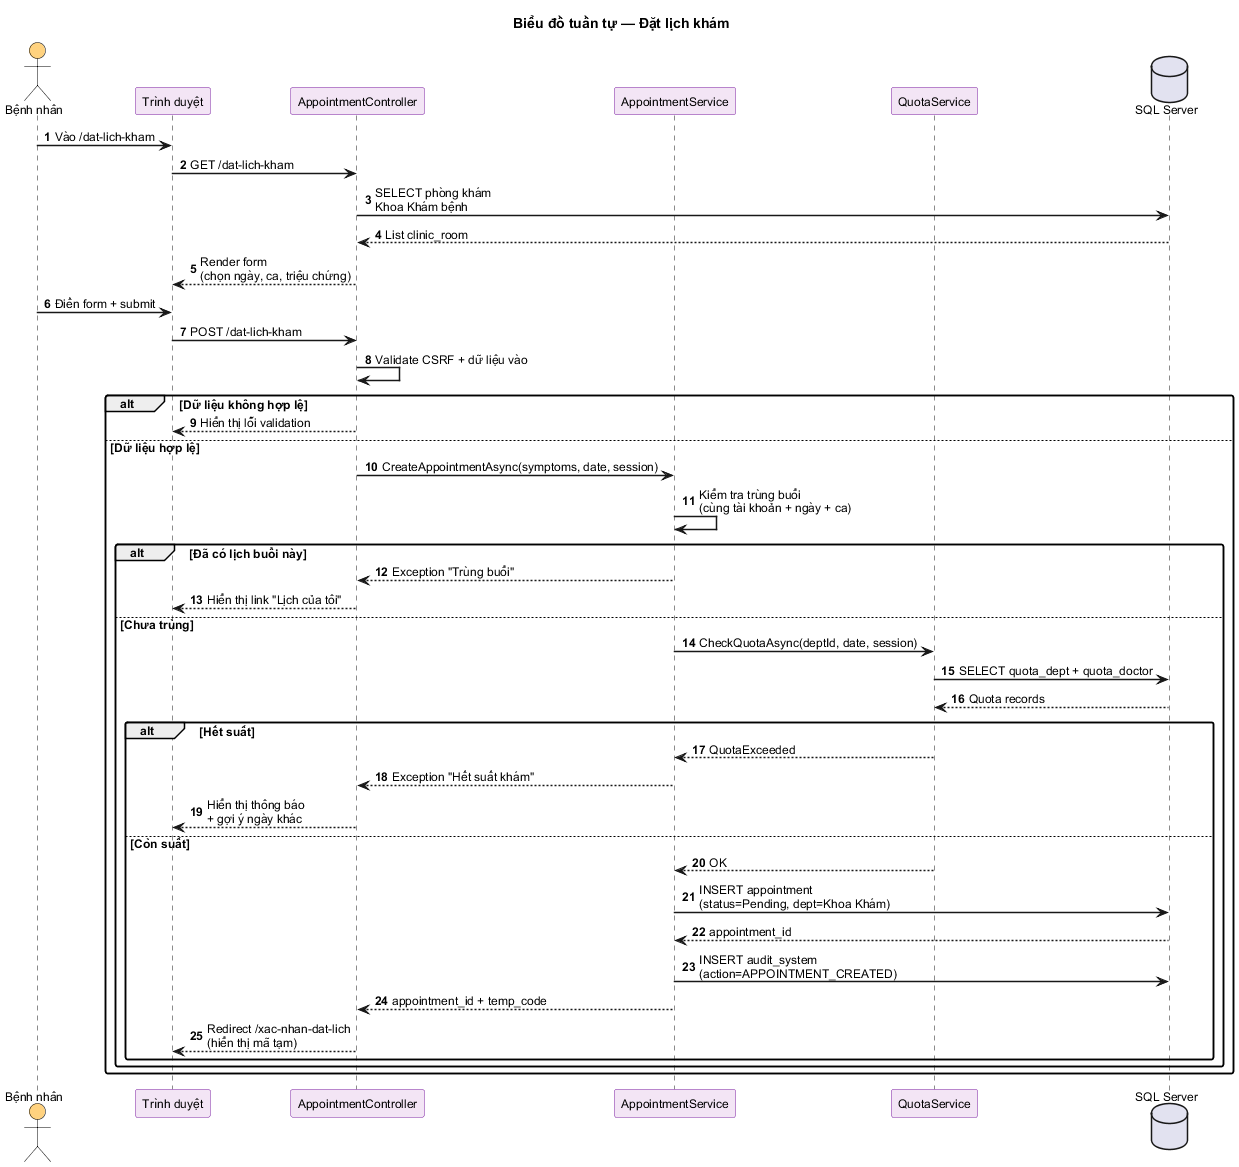 Biểu đồ tuần tự — Đặt lịch khám
Bệnh nhân
Trình duyệt
AppointmentController
AppointmentService
QuotaService
SQL Server
1 Vào /dat-lich-kham
2 GET /dat-lich-kham
3 SELECT phòng khám
Khoa Khám bệnh
4 List clinic_room
5 Render form
(chọn ngày, ca, triệu chứng)
6 Điền form + submit
7 POST /dat-lich-kham
8 Validate CSRF + dữ liệu vào
alt [Dữ liệu không hợp lệ]
9 Hiển thị lỗi validation
[Dữ liệu hợp lệ]
10 CreateAppointmentAsync(symptoms, date, session)
11 Kiểm tra trùng buổi
(cùng tài khoản + ngày + ca)
alt [Đã có lịch buổi này]
12 Exception "Trùng buổi"
13 Hiển thị link "Lịch của tôi"
[Chưa trùng]
14 CheckQuotaAsync(deptId, date, session)
15 SELECT quota_dept + quota_doctor
16 Quota records
alt [Hết suất]
17 QuotaExceeded
18 Exception "Hết suất khám"
19 Hiển thị thông báo
+ gợi ý ngày khác
[Còn suất]
20 OK
21 INSERT appointment
(status=Pending, dept=Khoa Khám)
22 appointment_id
23 INSERT audit_system
(action=APPOINTMENT_CREATED)
24 appointment_id + temp_code
25 Redirect /xac-nhan-dat-lich
(hiển thị mã tạm)
Bệnh nhân
Trình duyệt
AppointmentController
AppointmentService
QuotaService
SQL Server